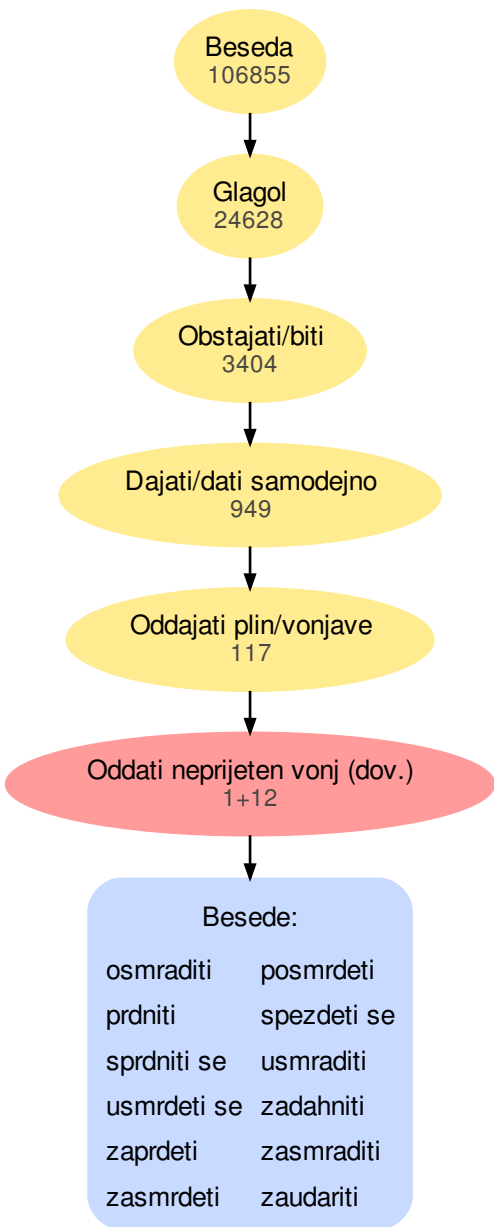 Beseda
106855
Glagol
24628
Obstajati/biti
3404
Dajati/dati samodejno
949
Oddajati plin/vonjave
117
Oddati neprijeten vonj (dov.)
1+12
Besede:
osmraditi posmrdeti
prdniti spezdeti se
sprdniti se usmraditi
usmrdeti se zadahniti
zaprdeti zasmraditi
zasmrdeti zaudariti